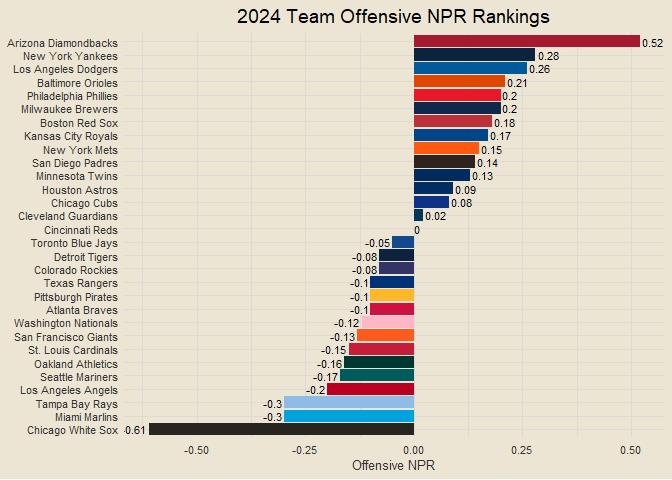 2024 Team Offensive NPR Rankings
Arizona Diamondbacks 0.52
New York Yankees 0.28
Los Angeles Dodgers 0.26
Baltimore Orioles 0.21
Philadelphia Phillies 0.2
Milwaukee Brewers 0.2
Boston Red Sox 0.18
Kansas City Royals 0.17
New York Mets 0.15
San Diego Padres 0.14
Minnesota Twins 0.13
Houston Astros 0.09
Chicago Cubs 0.08
Cleveland Guardians 0.02
Cincinnati Reds 0
Toronto Blue Jays -0.05
Detroit Tigers -0.08
Colorado Rockies -0.08
Texas Rangers -0.1
Pittsburgh Pirates -0.1
Atlanta Braves -0.1
Washington Nationals -0.12
San Francisco Giants -0.13
St. Louis Cardinals -0.15
Oakland Athletics -0.16
Seattle Mariners -0.17
Los Angeles Angels -0.2
Tampa Bay Rays -0.3
Miami Marlins -0.3
Chicago White Sox -0.61
-0.50 -0.25 0.00 0.25 0.50
Offensive NPR